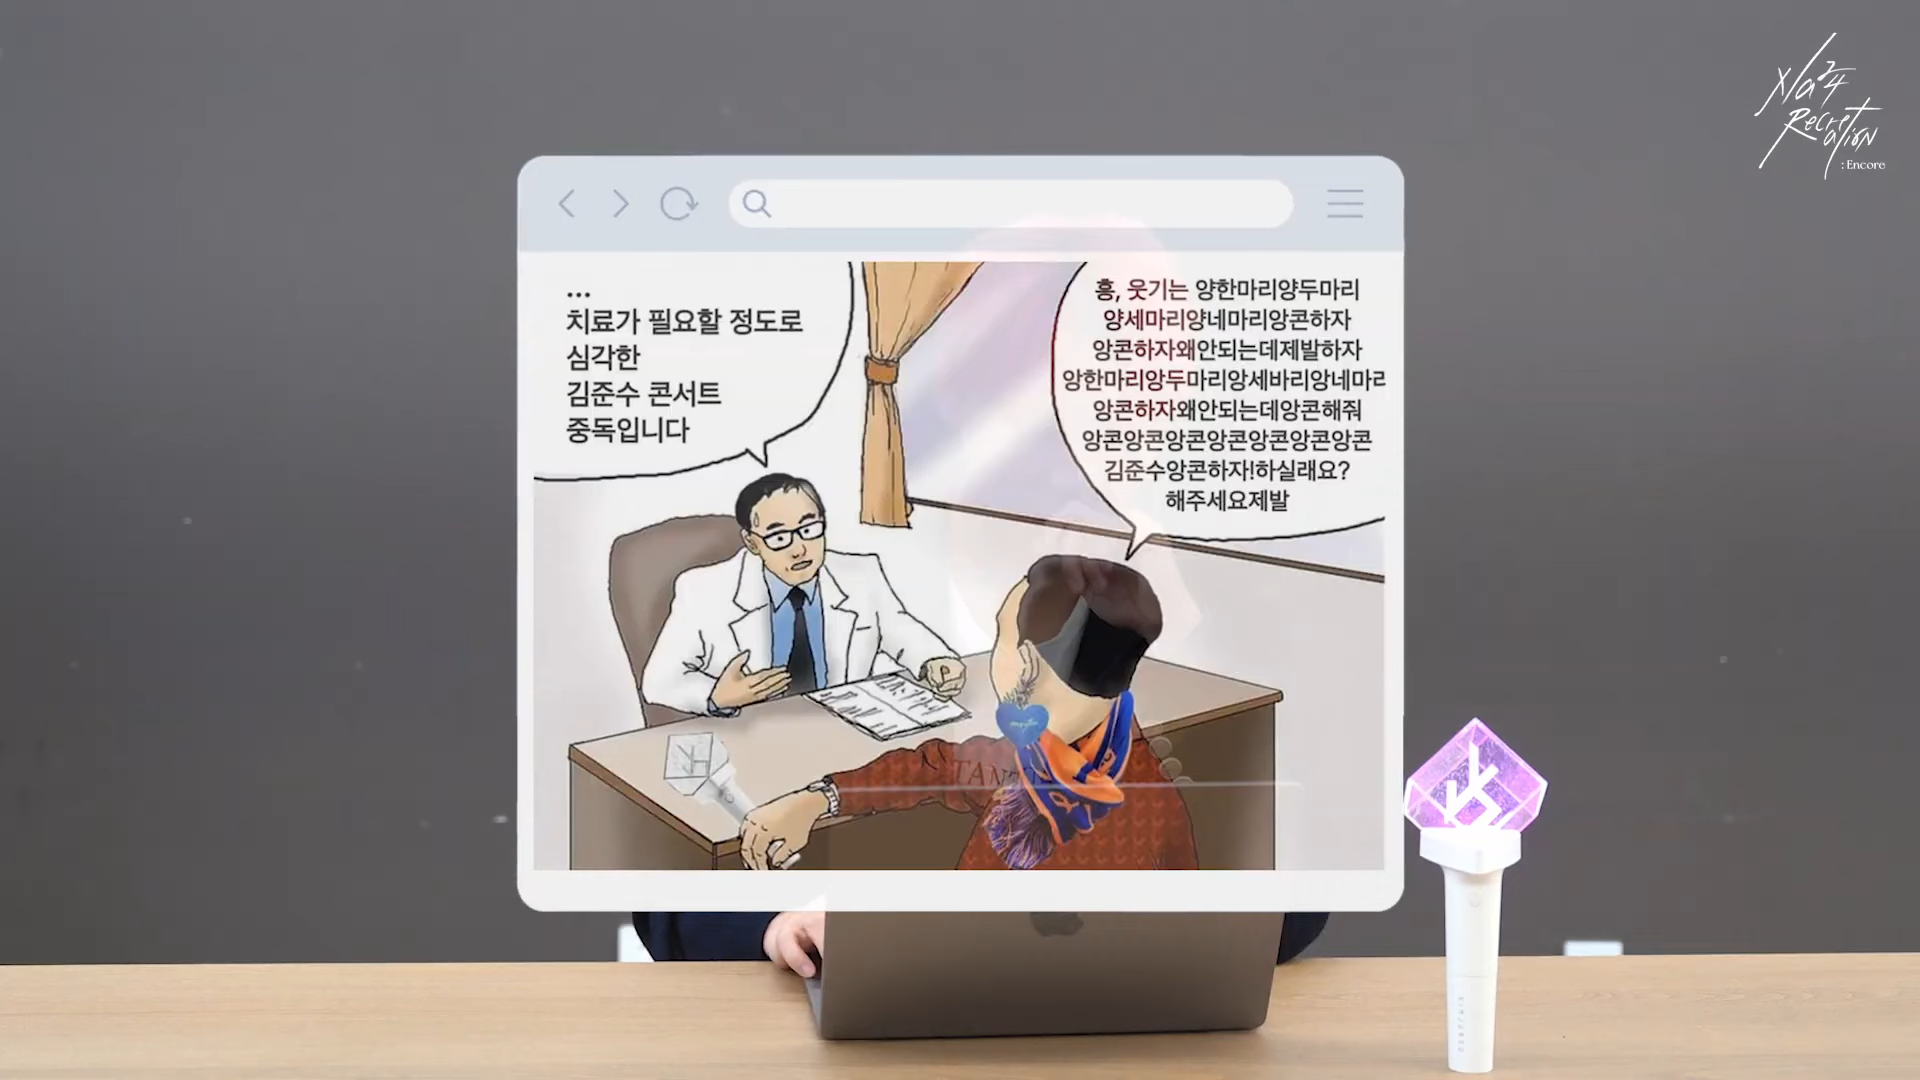 Xia 24
Recreation
: Encore
...
치료가 필요할 정도로
심각한
김준수 콘서트
중독입니다
흥, 웃기는 양한마리양두마리
양세마리양네마리앙콘하자
앙콘하자왜안되는데제발하자
앙한마리앙두마리앙세바리앙네마리
앙콘하자왜안되는데앙콘해줘
앙콘앙콘앙콘앙콘앙콘앙콘앙콘
김준수앙콘하자!하실래요?
해주세요제발